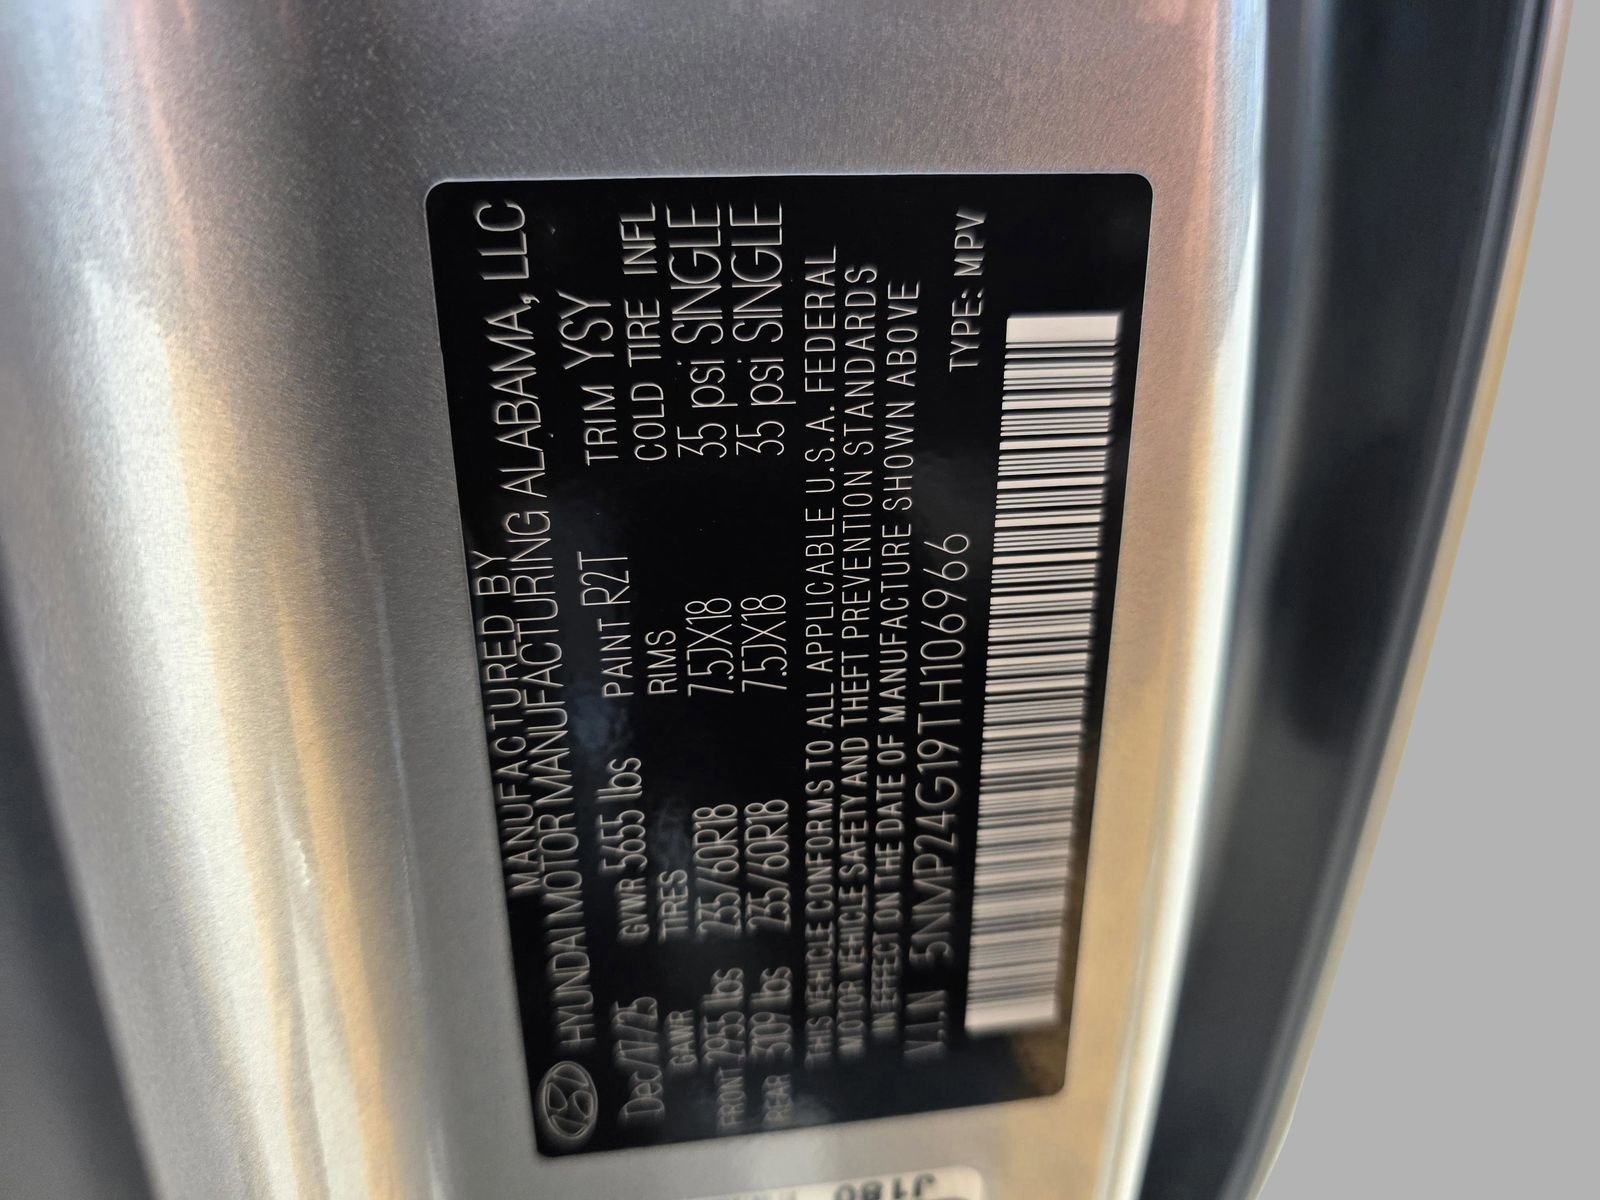 MANUFACTURED BY
HYUNDAI MOTOR MANUFACTURING ALABAMA, LLC
Dec/17/25 GVWR 5655 lbs PAINT R2T TRIM YSY
GAWR TIRES RIMS COLD TIRE INFL
FRONT 2955 lbs 235/60R18 7.5JX18 35 psi SINGLE
REAR 3109 lbs 235/60R18 7.5JX18 35 psi SINGLE
THIS VEHICLE CONFORMS TO ALL APPLICABLE U.S.A. FEDERAL
MOTOR VEHICLE SAFETY AND THEFT PREVENTION STANDARDS
IN EFFECT ON THE DATE OF MANUFACTURE SHOWN ABOVE
V.I.N 5NMP24G19TH106966 TYPE: MPV
J180